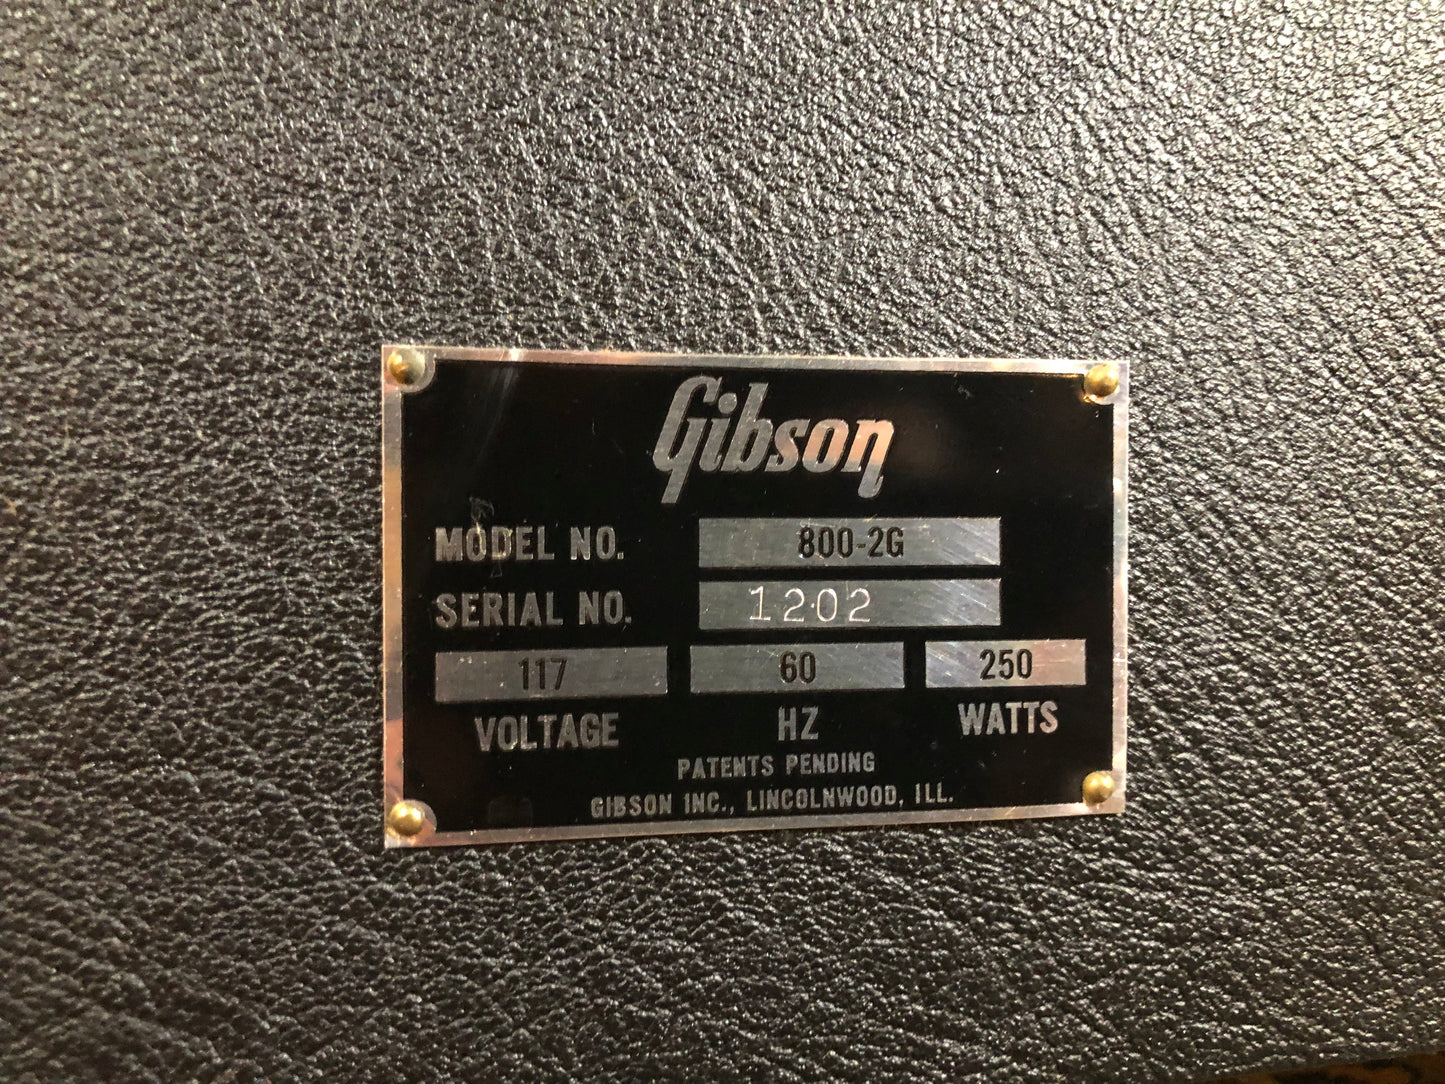 Gibson
MODEL NO. 800-2G
SERIAL NO. 1202
117 60 250
VOLTAGE HZ WATTS
PATENTS PENDING
GIBSON INC., LINCOLNWOOD, ILL.